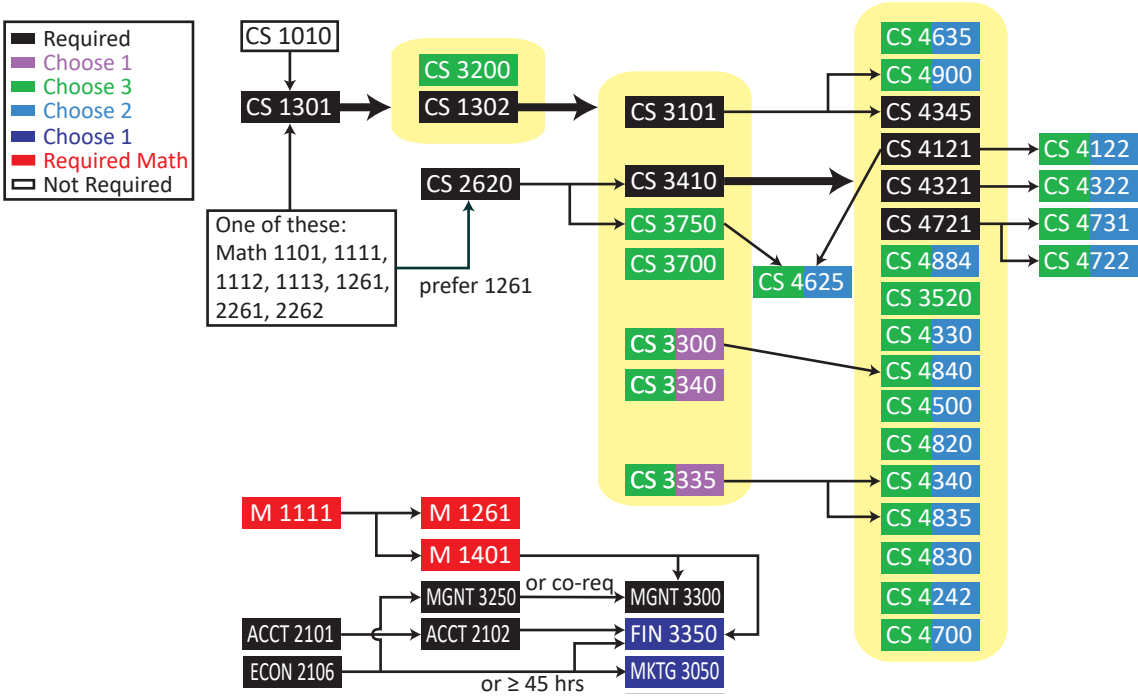 Required
Choose 1
Choose 3
Choose 2
Choose 1
Required Math
Not Required
CS 1010
CS 1301
One of these:
Math 1101, 1111,
1112, 1113, 1261,
2261, 2262
prefer 1261
CS 3200
CS 1302
CS 2620
CS 3101
CS 3410
CS 3750
CS 3700
CS 3300
CS 3340
CS 3335
CS 4625
CS 4635
CS 4900
CS 4345
CS 4121
CS 4321
CS 4721
CS 4884
CS 3520
CS 4330
CS 4840
CS 4500
CS 4820
CS 4340
CS 4835
CS 4830
CS 4242
CS 4700
CS 4122
CS 4322
CS 4731
CS 4722
M 1111
M 1261
M 1401
MGNT 3250
or co-req
MGNT 3300
ACCT 2101
ACCT 2102
FIN 3350
ECON 2106
MKTG 3050
or ≥ 45 hrs